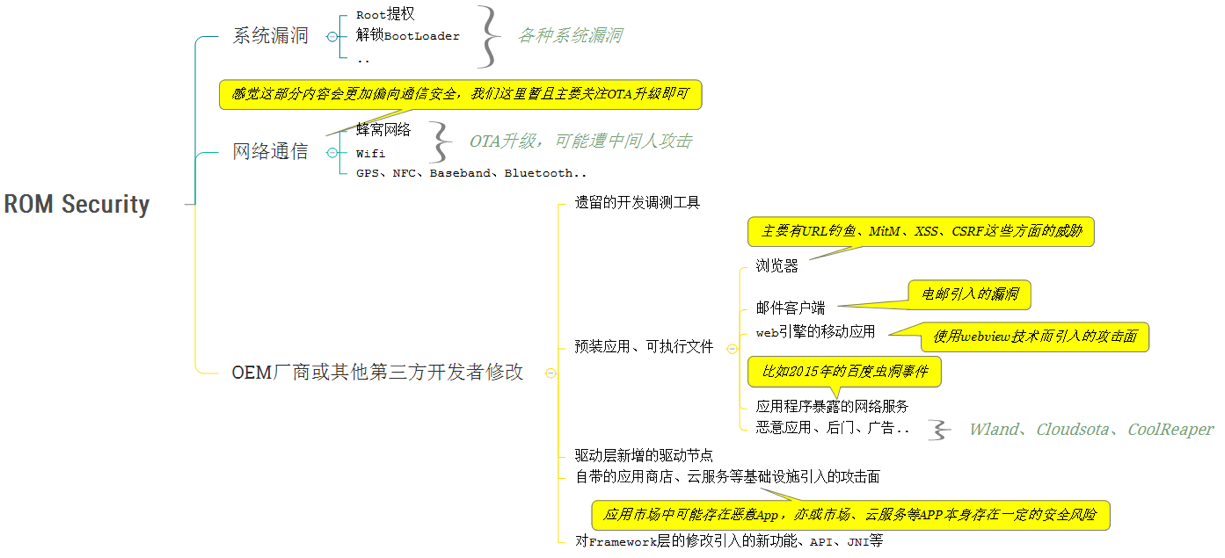 Root提权
系统漏洞
解锁BootLoader
各种系统漏洞
..
感觉这部分内容会更加偏向通信安全，我们这里暂且主要关注OTA升级即可
蜂窝网络
网络通信
OTA升级，可能遭中间人攻击
Wifi
GPS、NFC、Baseband、Bluetooth..
ROM Security
遗留的开发调测工具
主要有URL钓鱼、MitM、XSS、CSRF这些方面的威胁
浏览器
电邮引入的漏洞
邮件客户端
web引擎的移动应用
使用webview技术而引入的攻击面
预装应用、可执行文件
OEM厂商或其他第三方开发者修改
比如2015年的百度虫洞事件
应用程序暴露的网络服务
恶意应用、后门、广告..
Wland、Cloudsota、CoolReaper
驱动层新增的驱动节点
自带的应用商店、云服务等基础设施引入的攻击面
应用市场中可能存在恶意App，亦或市场、云服务等APP本身存在一定的安全风险
对Framework层的修改引入的新功能、API、JNI等